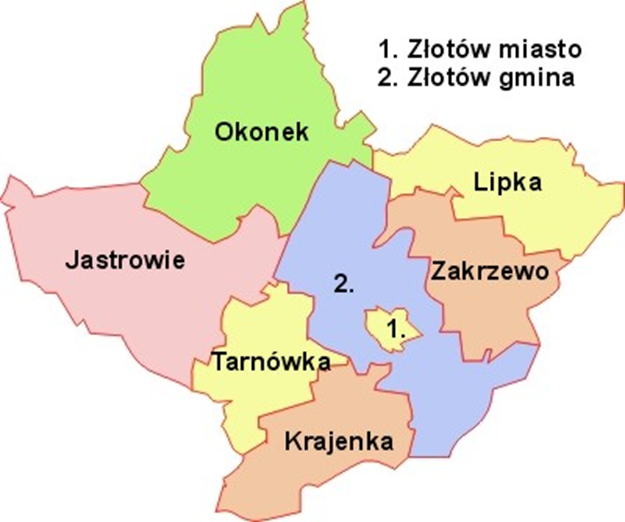 1. Złotów miasto
2. Złotów gmina
Okonek
Lipka
Jastrowie
Zakrzewo
2.
1.
Tarnówka
Krajenka